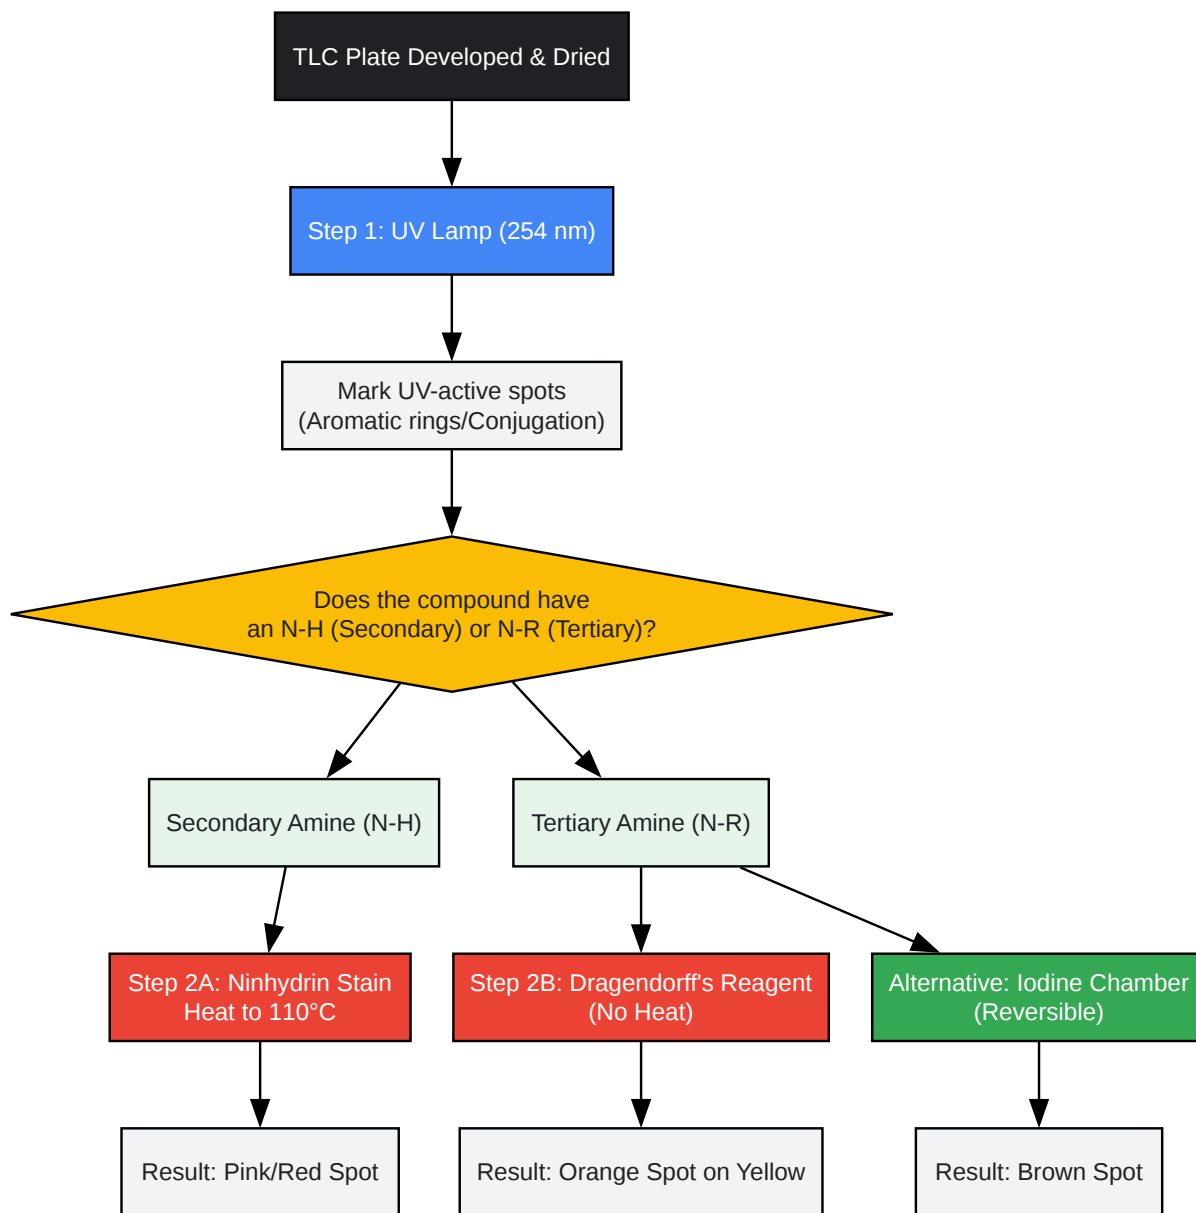 TLC Plate Developed & Dried
Step 1: UV Lamp (254 nm)
Mark UV-active spots
(Aromatic rings/Conjugation)
Does the compound have
an N-H (Secondary) or N-R (Tertiary)?
Secondary Amine (N-H)
Tertiary Amine (N-R)
Step 2A: Ninhydrin Stain
Heat to 110°C
Step 2B: Dragendorff's Reagent
(No Heat)
Alternative: Iodine Chamber
(Reversible)
Result: Pink/Red Spot
Result: Orange Spot on Yellow
Result: Brown Spot